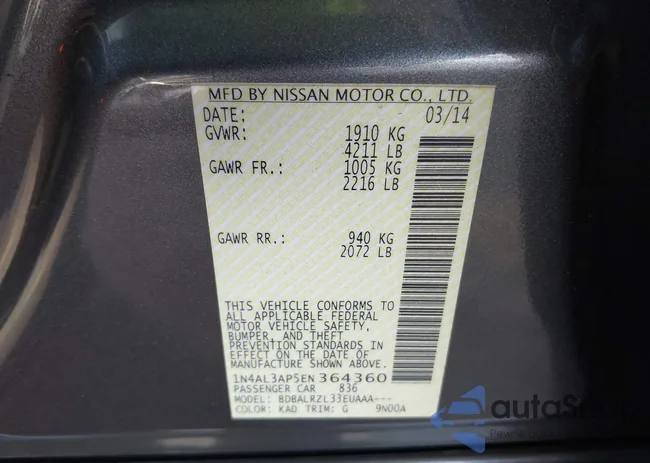 MFD BY NISSAN MOTOR CO., LTD.
DATE: 03/14
GVWR: 1910 KG
4211 LB
GAWR FR.: 1005 KG
2216 LB
GAWR RR.: 940 KG
2072 LB
THIS VEHICLE CONFORMS TO
ALL APPLICABLE FEDERAL
MOTOR VEHICLE SAFETY,
BUMPER, AND THEFT
PREVENTION STANDARDS IN
EFFECT ON THE DATE OF
MANUFACTURE SHOWN ABOVE.
1N4AL3AP5EN364360
PASSENGER CAR 836
MODEL: BDBALRZL33EUAAA---
COLOR: KAD TRIM: G 9N00A
autoSnap